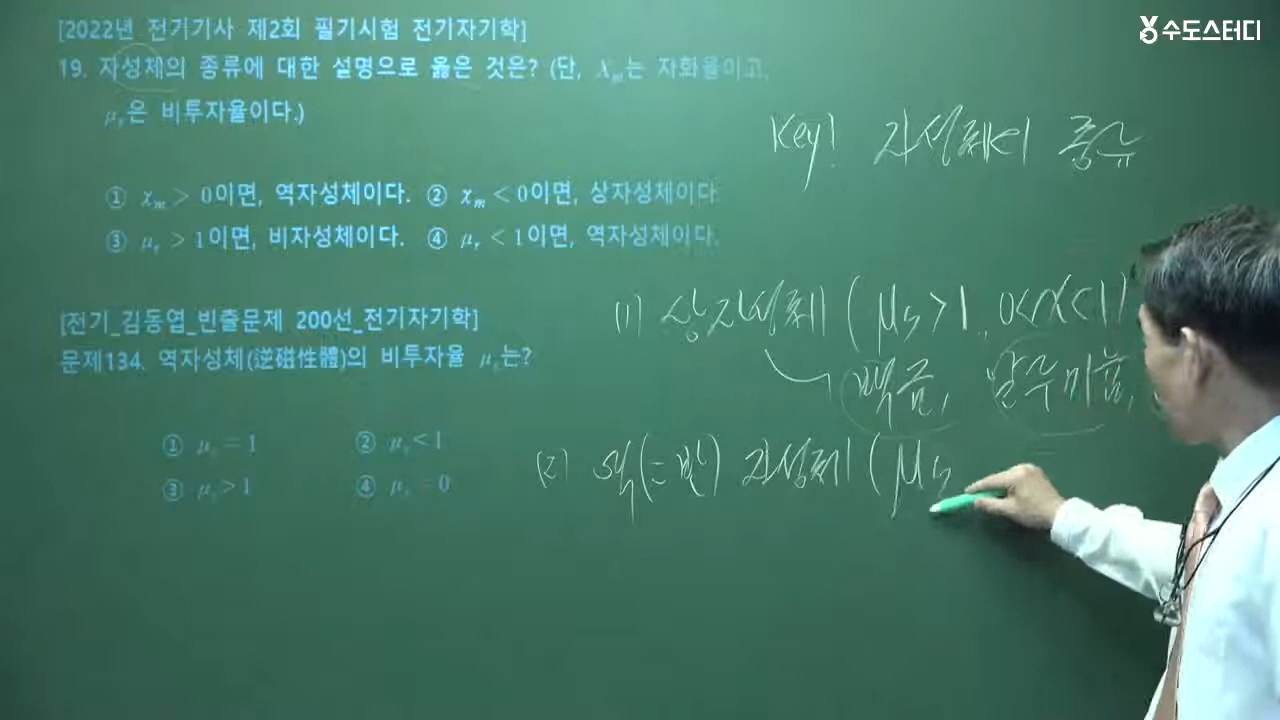 수도스터디
[2022년 전기기사 제2회 필기시험 전기자기학]
19. 자성체의 종류에 대한 설명으로 옳은 것은? (단, χₘ는 자화율이고,
μᵣ은 비투자율이다.)
① χₘ > 0이면, 역자성체이다. ② χₘ < 0이면, 상자성체이다.
③ μᵣ > 1이면, 비자성체이다. ④ μᵣ < 1이면, 역자성체이다.
[전기_김동엽_빈출문제 200선_전기자기학]
문제134. 역자성체(逆磁性體)의 비투자율 μₛ는?
① μₛ = 1 ② μₛ < 1
③ μₛ > 1 ④ μₛ = 0
Key! 자성체의 종류
(1) 상자성체 (μs > 1, 0<χ<1)
백금, 알루미늄,
(2) 역(=반) 자성체 (μs